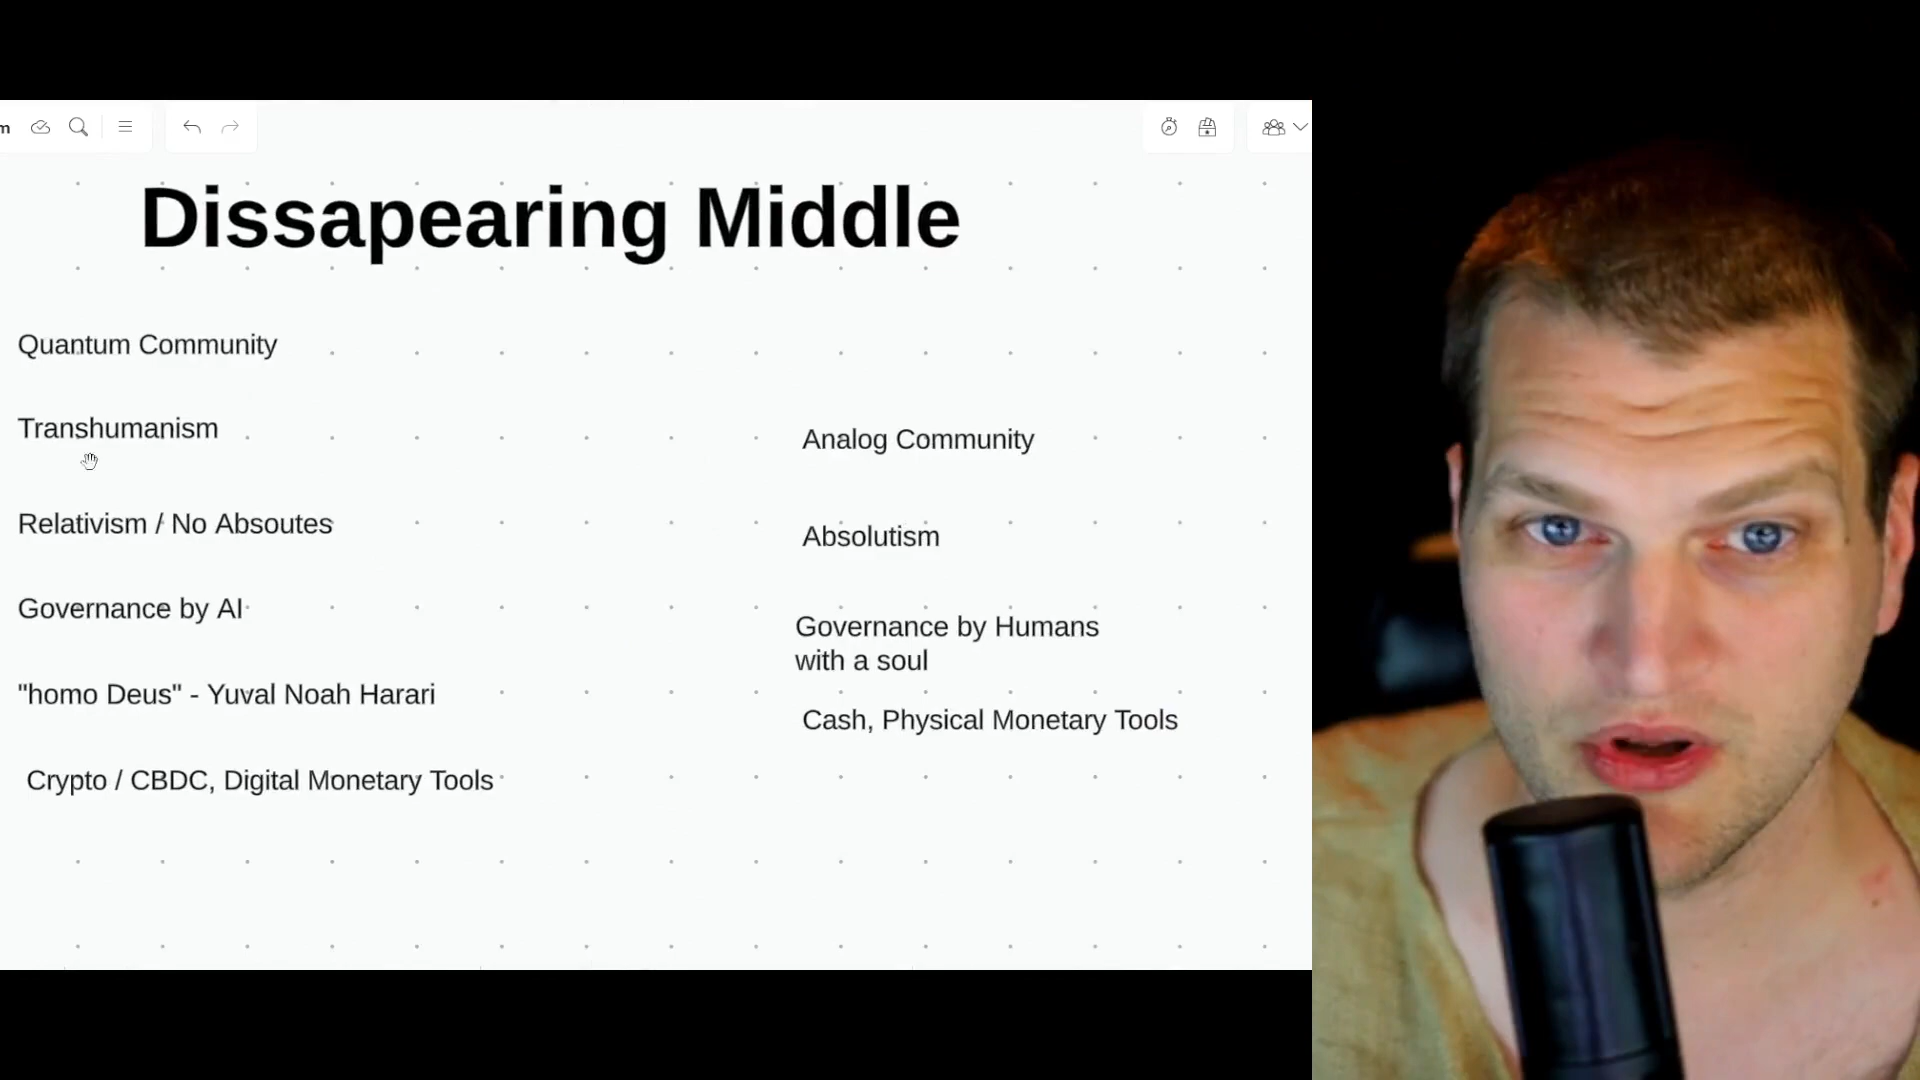 m
Dissapearing Middle
Quantum Community
Transhumanism
Relativism / No Absoutes
Governance by AI
"homo Deus" - Yuval Noah Harari
Crypto / CBDC, Digital Monetary Tools
Analog Community
Absolutism
Governance by Humans
with a soul
Cash, Physical Monetary Tools